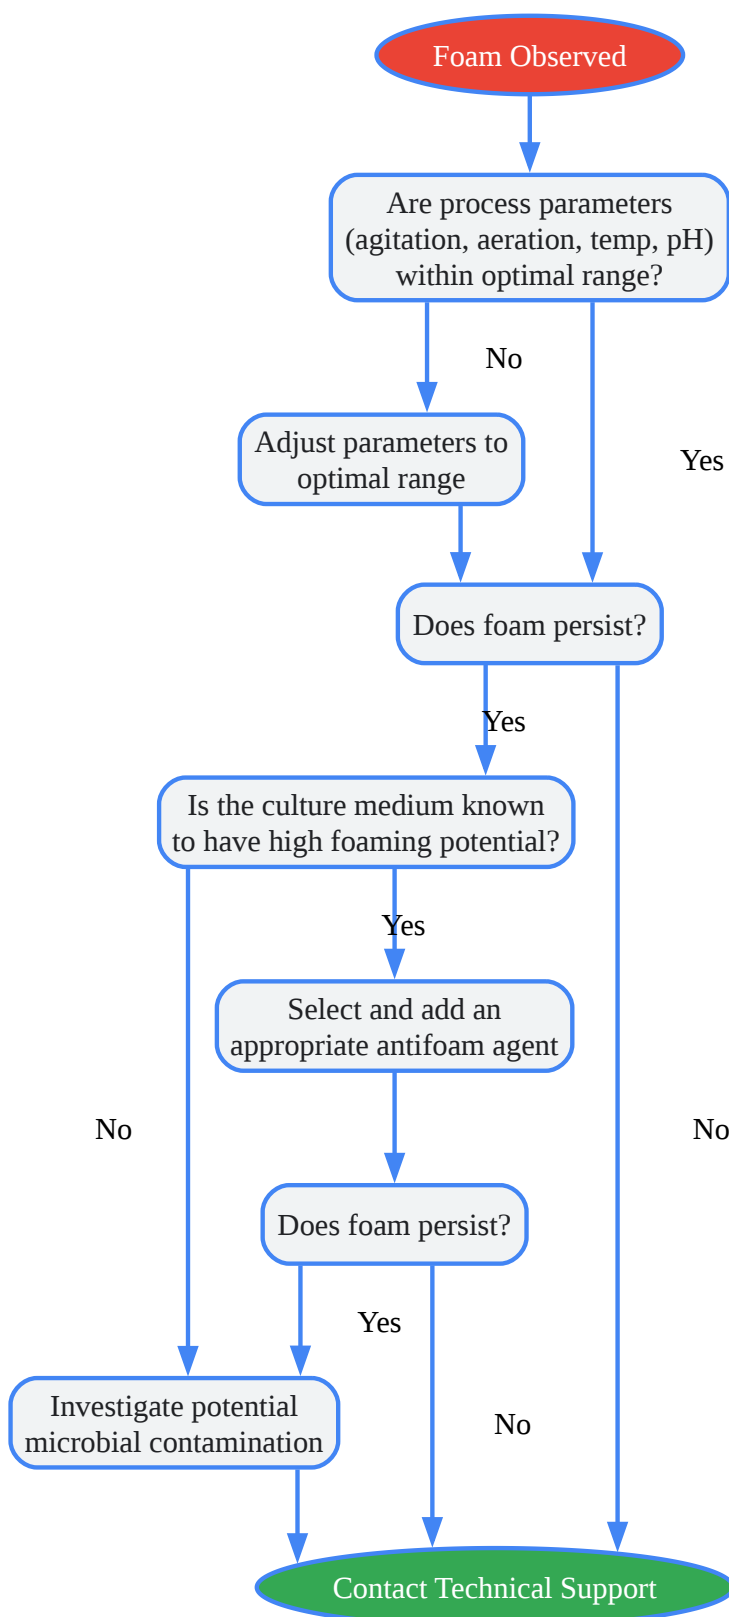 Foam Observed
Are process parameters
(agitation, aeration, temp, pH)
within optimal range?
No
Adjust parameters to
optimal range
Yes
Does foam persist?
Yes
Is the culture medium known
to have high foaming potential?
Yes
Select and add an
appropriate antifoam agent
No
No
Does foam persist?
Yes
Investigate potential
microbial contamination
No
Contact Technical Support